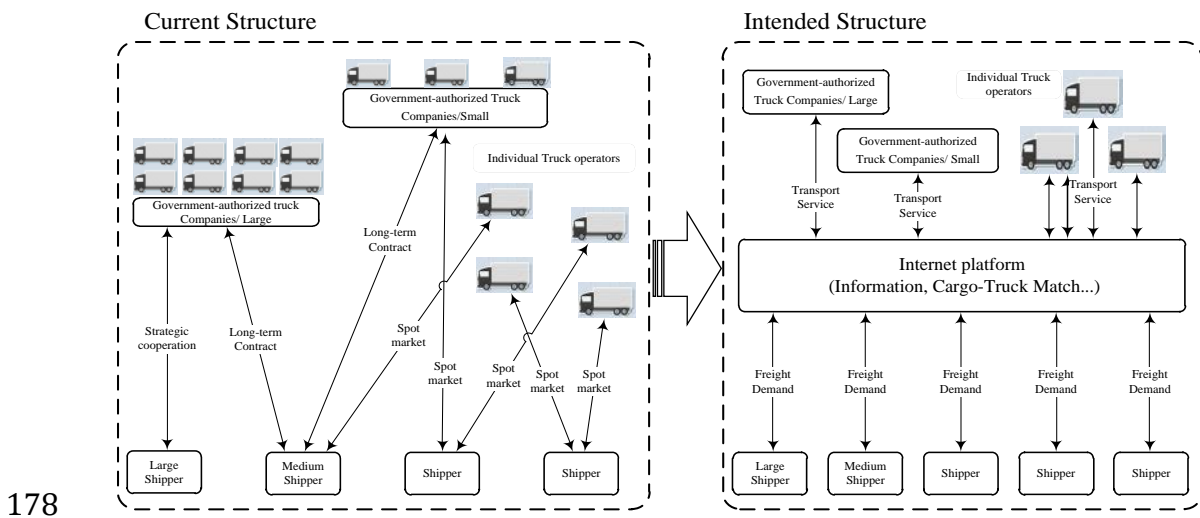 Current Structure
Government-authorized Truck
Companies/Small
Individual Truck operators
Government-authorized truck
Companies/ Large
Long-term
Contract
Strategic
cooperation
Long-term
Contract
Spot
market
Spot
market
Spot
market
Spot
market
Spot
market
Large
Shipper
Medium
Shipper
Shipper
Shipper
Intended Structure
Government-authorized
Truck Companies/ Large
Individual Truck
operators
Government-authorized
Truck Companies/ Small
Transport
Service
Transport
Service
Transport
Service
Internet platform
(Information, Cargo-Truck Match...)
Freight
Demand
Freight
Demand
Freight
Demand
Freight
Demand
Freight
Demand
Large
Shipper
Medium
Shipper
Shipper
Shipper
Shipper
178